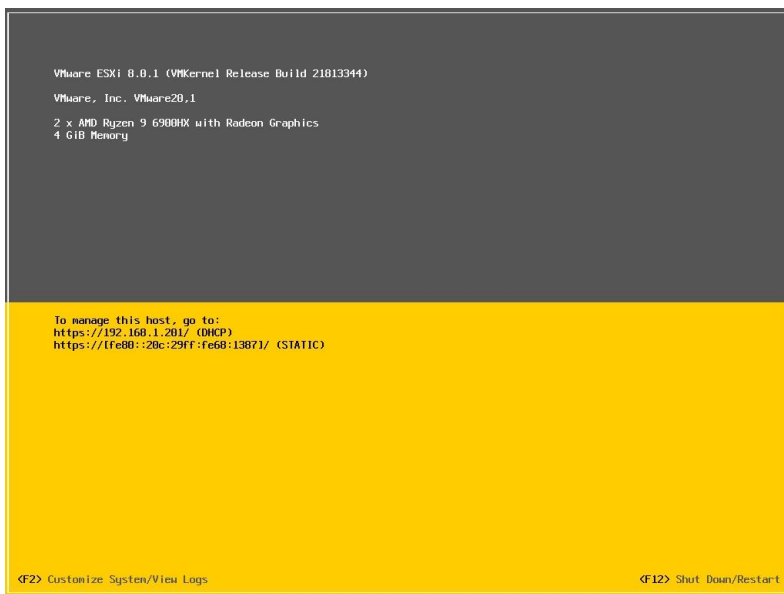 VMware ESXi 8.0.1 (VMKernel Release Build 21813344)
VMware, Inc. VMware20,1
2 x AMD Ryzen 9 6900HX with Radeon Graphics
4 GiB Memory
To manage this host, go to:
https://192.168.1.201/ (DHCP)
https://[fe80::20c:29ff:fe68:1387]/ (STATIC)
<F2> Customize System/View Logs
<F12> Shut Down/Restart